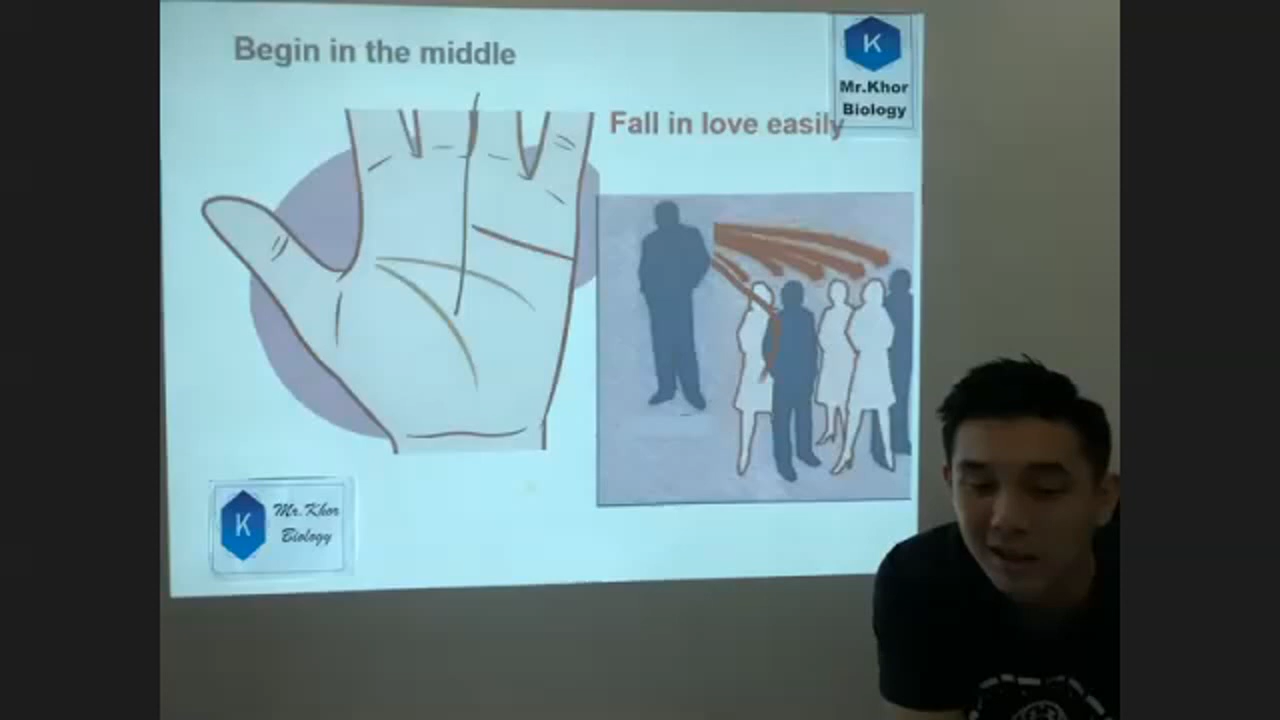 Begin in the middle
K
Mr.Khor
Biology
Fall in love easily
K
Mr.Khor
Biology